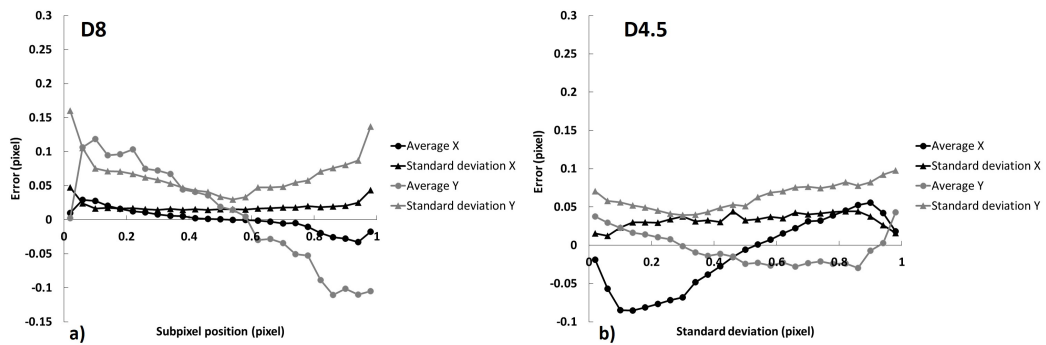 D8
0.3
0.25
0.2
0.15
0.1
0.05
0
-0.05
-0.1
-0.15
0 0.2 0.4 0.6 0.8 1
Error (pixel)
Subpixel position (pixel)
a)
Average X
Standard deviation X
Average Y
Standard deviation Y
D4.5
0.3
0.25
0.2
0.15
0.1
0.05
0
-0.05
-0.1
0 0.2 0.4 0.6 0.8 1
Error (pixel)
Standard deviation (pixel)
b)
Average X
Standard deviation X
Average Y
Standard deviation Y